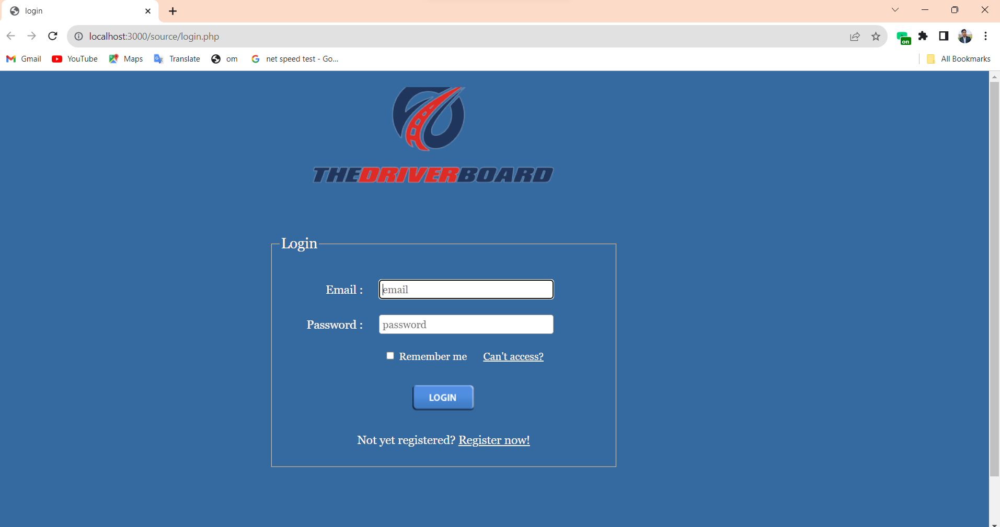 login
localhost:3000/source/login.php
on
Gmail YouTube Maps Translate om net speed test - Go... All Bookmarks
THEDRIVERBOARD
Login
Email : email
Password : password
Remember me Can't access?
LOGIN
Not yet registered? Register now!